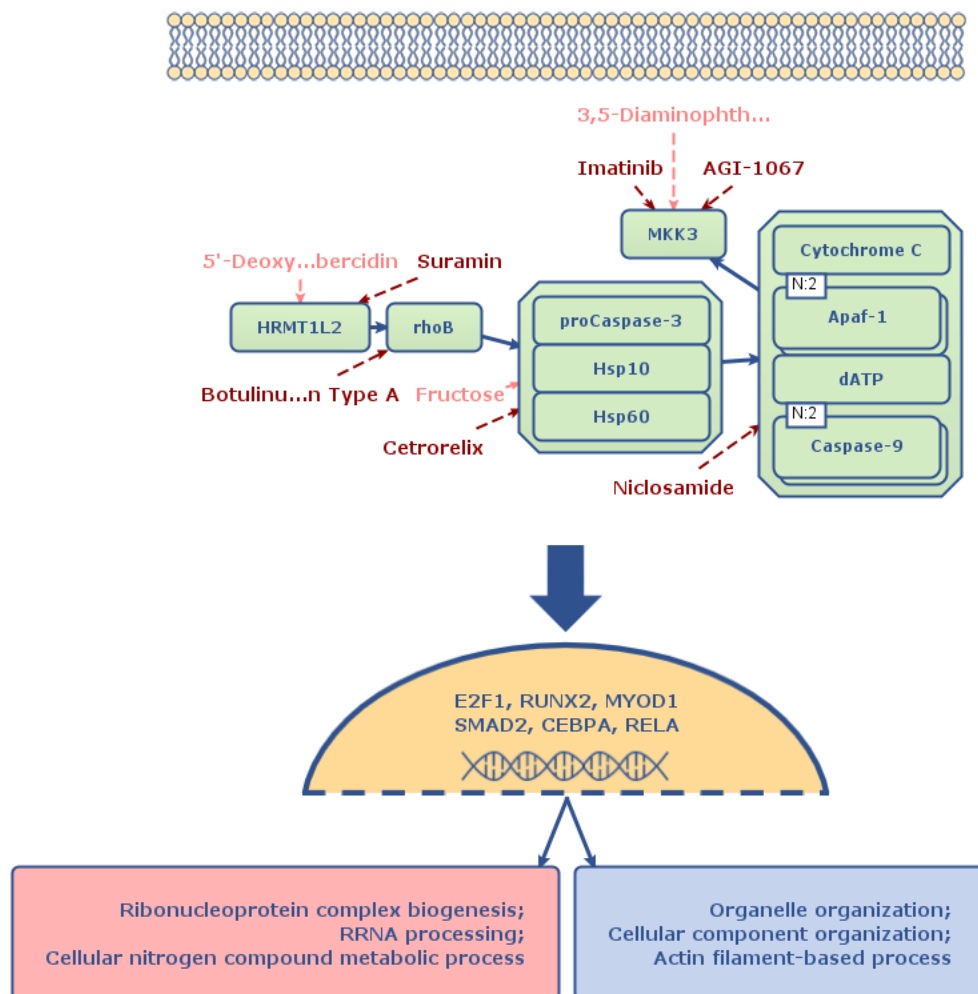 3,5-Diaminophth...
Imatinib
AGI-1067
MKK3
Cytochrome C
N:2
Apaf-1
dATP
N:2
Caspase-9
5'-Deoxy...bercidin
Suramin
HRMT1L2
rhoB
proCaspase-3
Hsp10
Hsp60
Botulinu...n Type A
Fructose
Cetrorelix
Niclosamide
E2F1, RUNX2, MYOD1
SMAD2, CEBPA, RELA
Ribonucleoprotein complex biogenesis;
RRNA processing;
Cellular nitrogen compound metabolic process
Organelle organization;
Cellular component organization;
Actin filament-based process